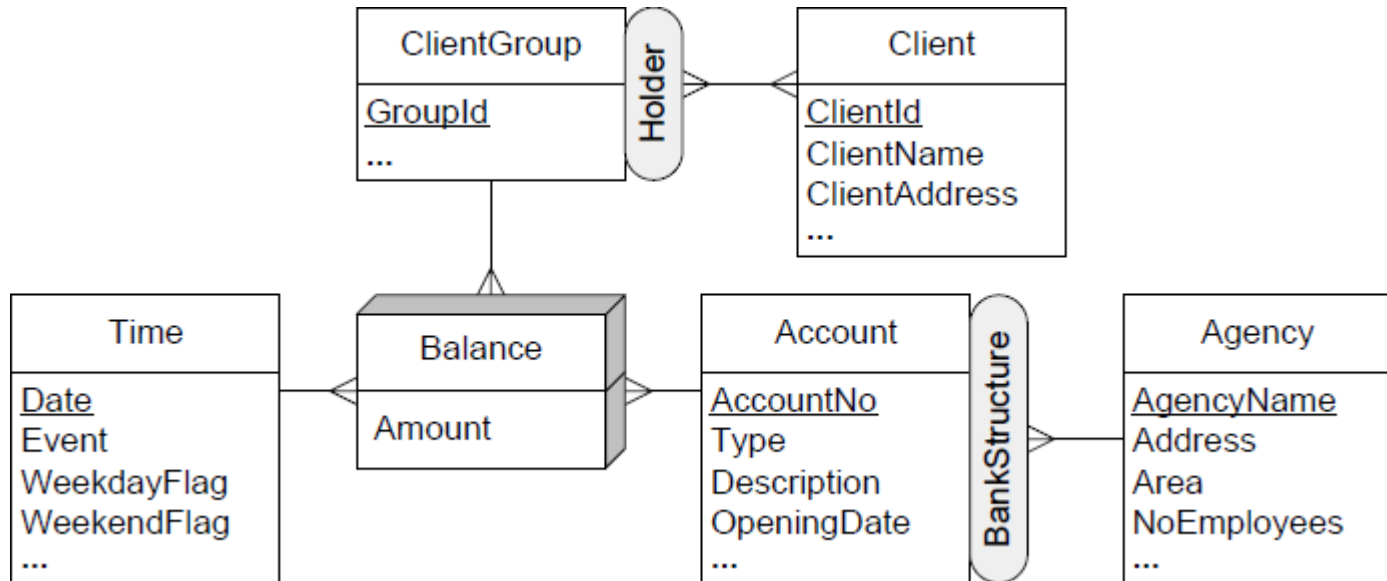 ClientGroup
GroupId
...
Holder
Client
ClientId
ClientName
ClientAddress
...
Time
Date
Event
WeekdayFlag
WeekendFlag
...
Balance
Amount
Account
AccountNo
Type
Description
OpeningDate
...
BankStructure
Agency
AgencyName
Address
Area
NoEmployees
...